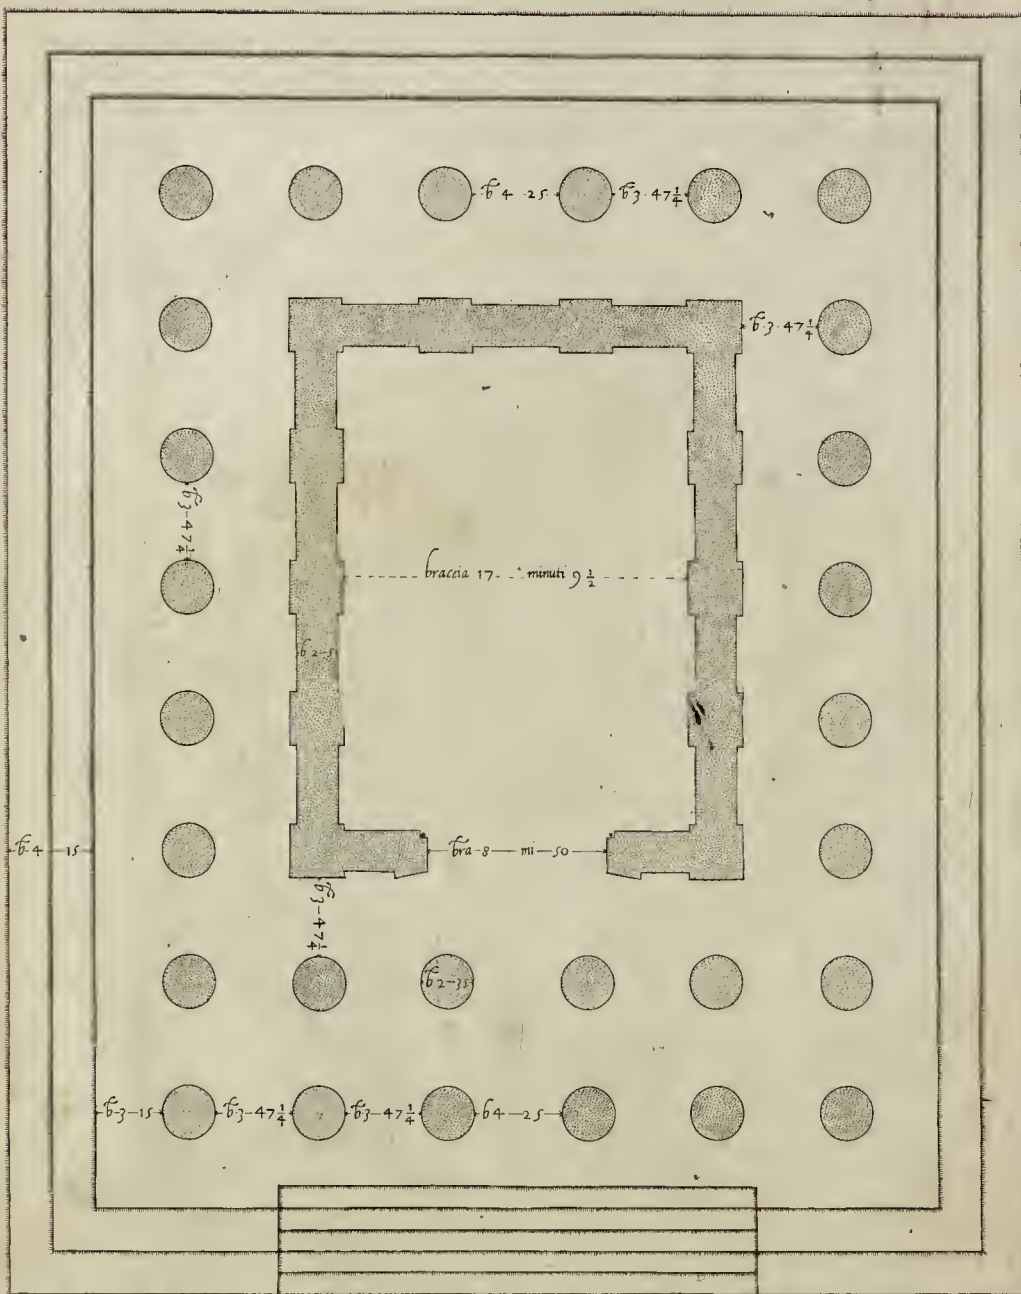 b 4 25
b 3 47 1/4
b 3 47 1/4
b 3-47 1/4
braccia 17 minuti 9 1/2
b 2-5
b 4 15
bra 8 mi 50
b 3-47 1/4
b 2-35
b-3-15
b 3-47 1/4
b 3-47 1/4
b 4-25